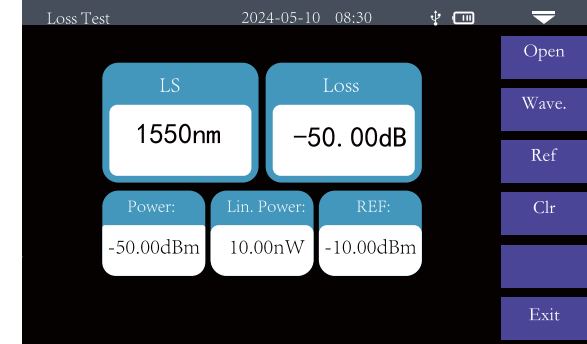 Loss Test 2024-05-10 08:30
Open
LS Loss
Wave.
1550nm -50.00dB
Ref
Power: Lin. Power: REF:
Clr
-50.00dBm 10.00nW -10.00dBm
Exit